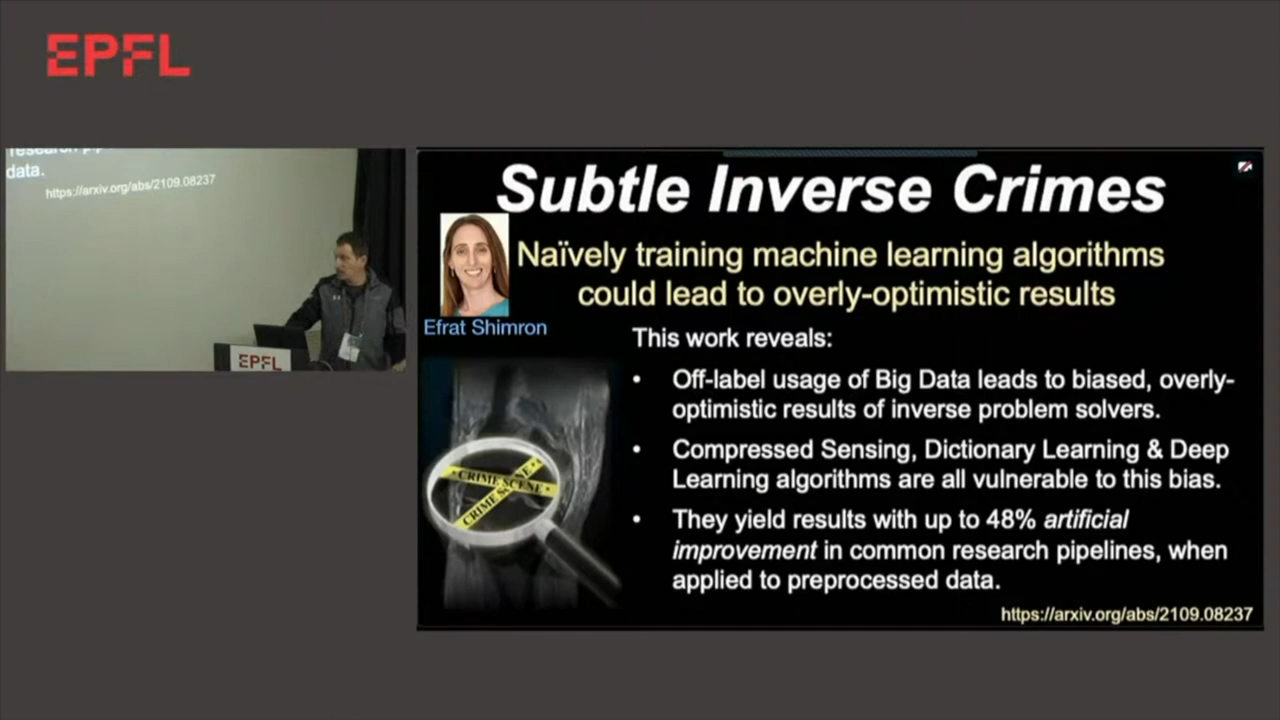 EPFL
data.
https://arxiv.org/abs/2109.08237
EPFL
Subtle Inverse Crimes
Naïvely training machine learning algorithms
could lead to overly-optimistic results
Efrat Shimron
This work reveals:
• Off-label usage of Big Data leads to biased, overly-
optimistic results of inverse problem solvers.
• Compressed Sensing, Dictionary Learning & Deep
Learning algorithms are all vulnerable to this bias.
• They yield results with up to 48% artificial
improvement in common research pipelines, when
applied to preprocessed data.
CRIME SCENE
CRIME SCENE
https://arxiv.org/abs/2109.08237